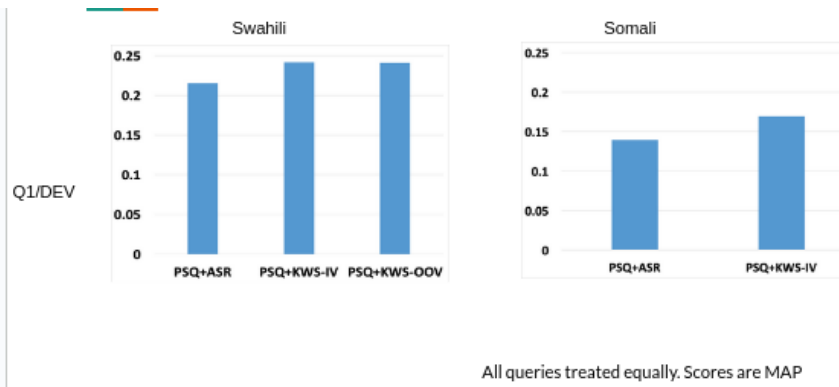 Swahili
0.25
0.2
0.15
0.1
0.05
0
PSQ+ASR PSQ+KWS-IV PSQ+KWS-OOV
Somali
0.25
0.2
0.15
0.1
0.05
0
PSQ+ASR PSQ+KWS-IV
Q1/DEV
All queries treated equally. Scores are MAP